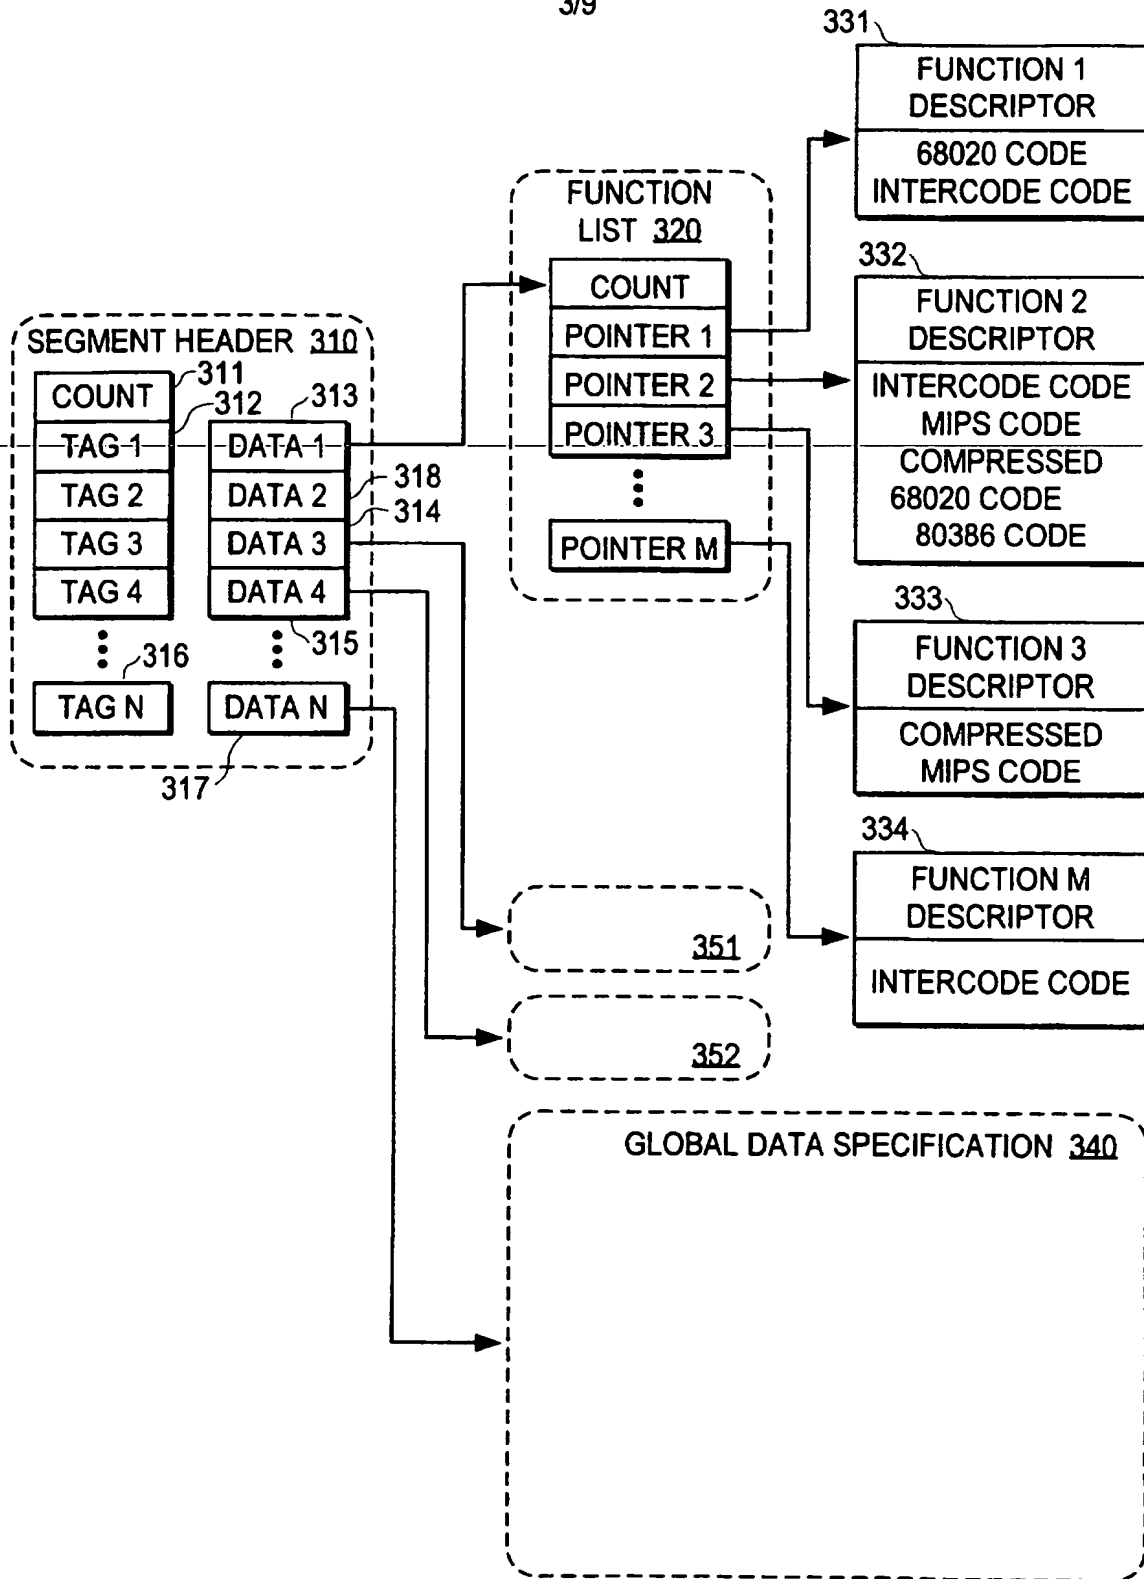 3/9
331
FUNCTION 1
DESCRIPTOR
68020 CODE
INTERCODE CODE
FUNCTION
LIST 320
COUNT
POINTER 1
POINTER 2
POINTER 3
POINTER M
332
FUNCTION 2
DESCRIPTOR
INTERCODE CODE
MIPS CODE
COMPRESSED
68020 CODE
80386 CODE
SEGMENT HEADER 310
311
COUNT
312
313
TAG 1
DATA 1
TAG 2
DATA 2
318
314
TAG 3
DATA 3
TAG 4
DATA 4
315
316
TAG N
DATA N
317
333
FUNCTION 3
DESCRIPTOR
COMPRESSED
MIPS CODE
334
FUNCTION M
DESCRIPTOR
INTERCODE CODE
351
352
GLOBAL DATA SPECIFICATION 340